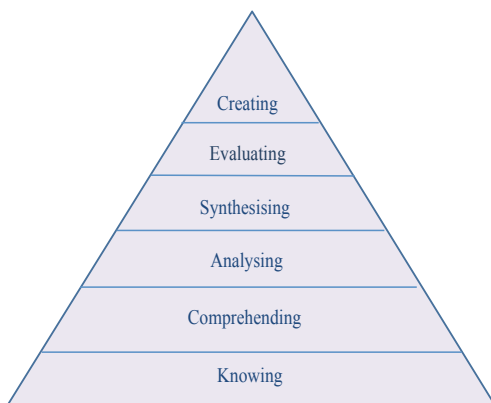 Creating
Evaluating
Synthesising
Analysing
Comprehending
Knowing